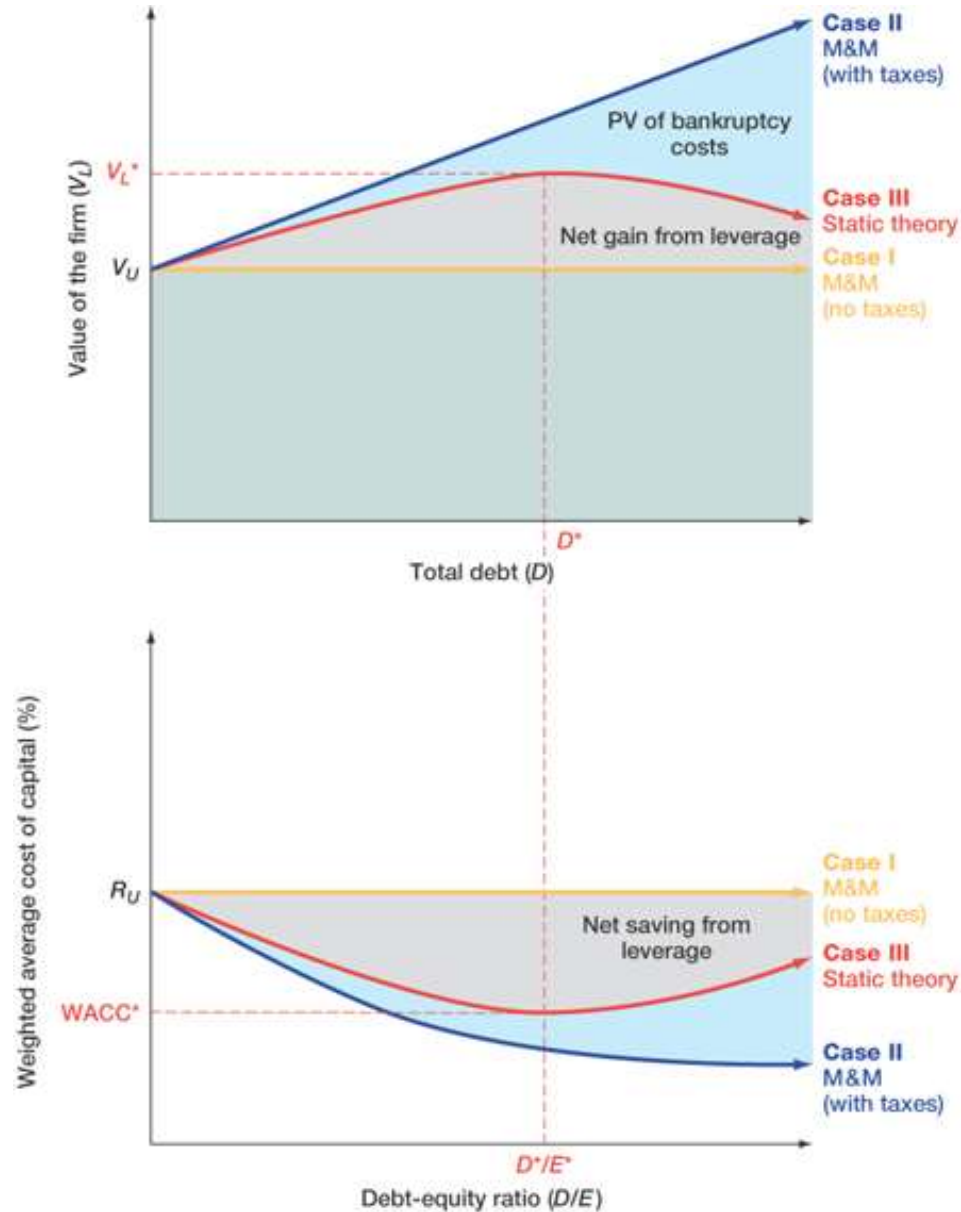 Case II
M&M
(with taxes)
PV of bankruptcy
costs
Value of the firm (V_L)
V_L*
Case III
Static theory
Net gain from leverage
V_U
Case I
M&M
(no taxes)
D*
Total debt (D)
Weighted average cost of capital (%)
R_U
Case I
M&M
(no taxes)
Net saving from
leverage
Case III
Static theory
WACC*
Case II
M&M
(with taxes)
D*/E*
Debt-equity ratio (D/E)